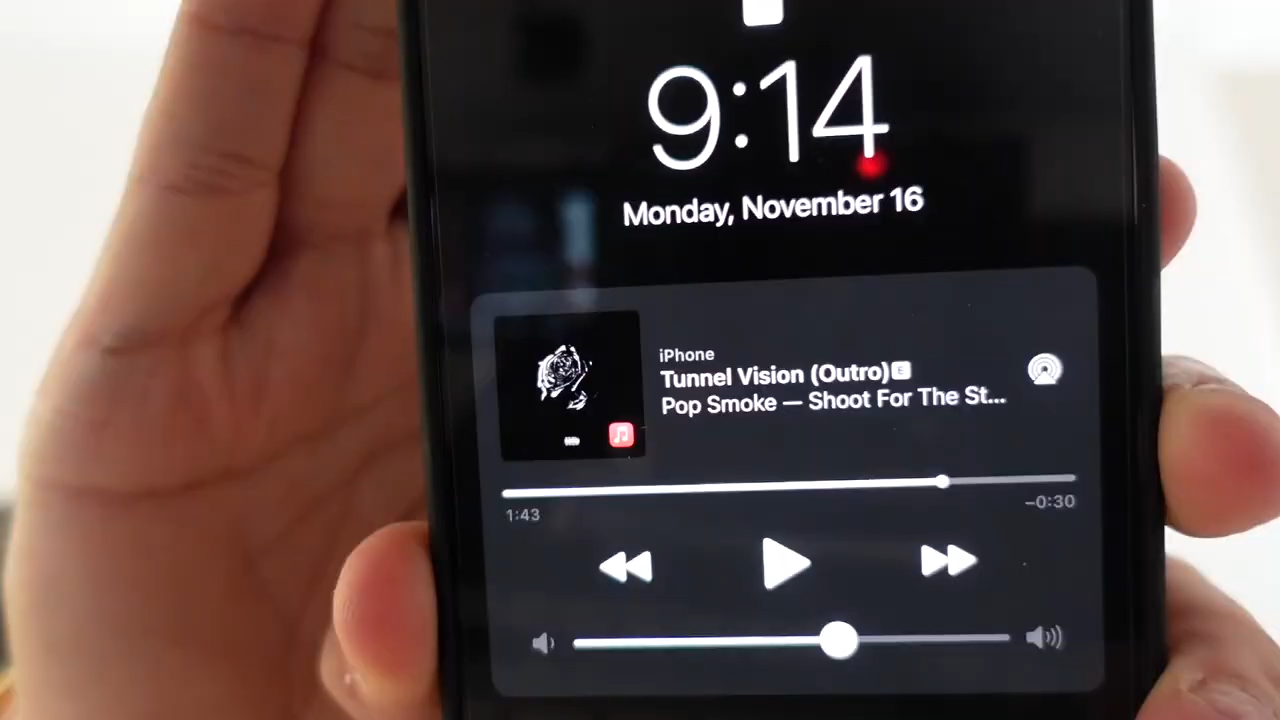 9:14
Monday, November 16
iPhone
Tunnel Vision (Outro) E
Pop Smoke — Shoot For The St...
1:43
-0:30